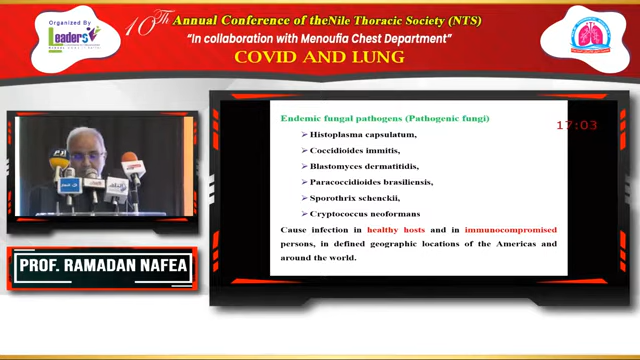 Organized By
Leaders
10Th Annual Conference of theNile Thoracic Society (NTS)
"In collaboration with Menoufia Chest Department"
COVID AND LUNG
Endemic fungal pathogens (Pathogenic fungi)
17:03
➢ Histoplasma capsulatum,
➢ Coccidioides immitis,
➢ Blastomyces dermatitidis,
➢ Paracoccidioides brasiliensis,
➢ Sporothrix schenckii,
➢ Cryptococcus neoformans
Cause infection in healthy hosts and in immunocompromised
persons, in defined geographic locations of the Americas and
around the world.
PROF. RAMADAN NAFEA